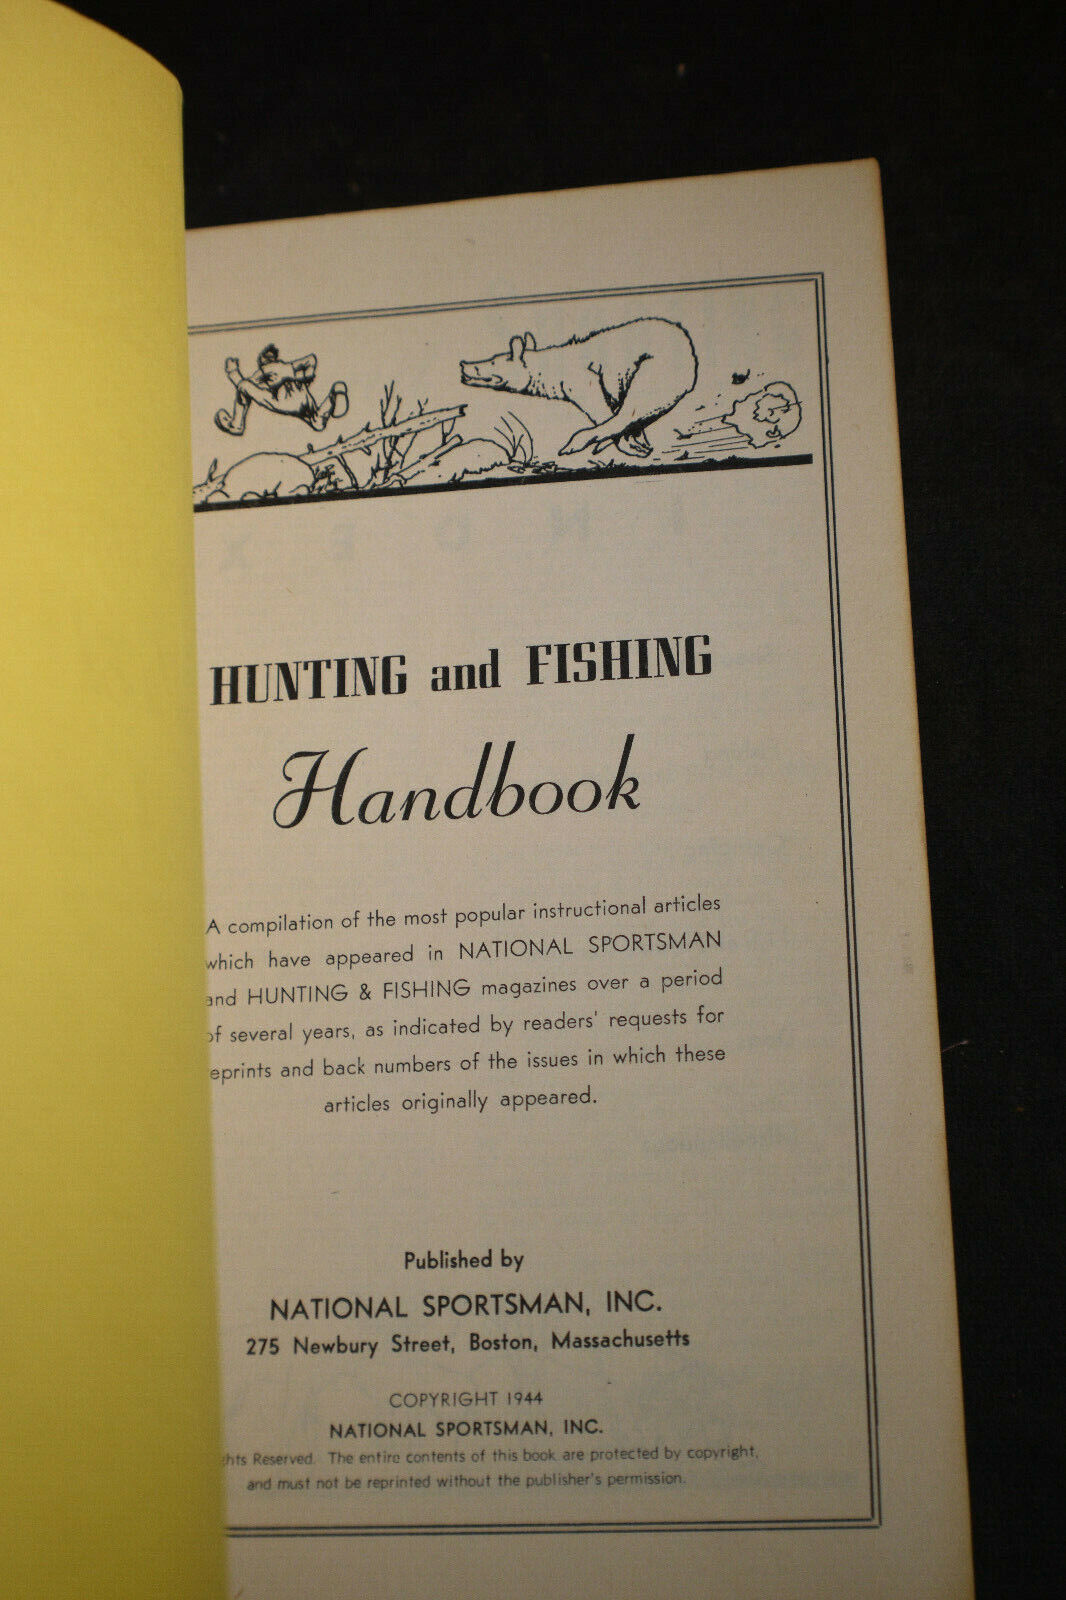 HUNTING and FISHING
Handbook
A compilation of the most popular instructional articles
which have appeared in NATIONAL SPORTSMAN
and HUNTING & FISHING magazines over a period
of several years, as indicated by readers' requests for
eprints and back numbers of the issues in which these
articles originally appeared.
Published by
NATIONAL SPORTSMAN, INC.
275 Newbury Street, Boston, Massachusetts
COPYRIGHT 1944
NATIONAL SPORTSMAN, INC.
hts Reserved. The entire contents of this book are protected by copyright,
and must not be reprinted without the publisher's permission.